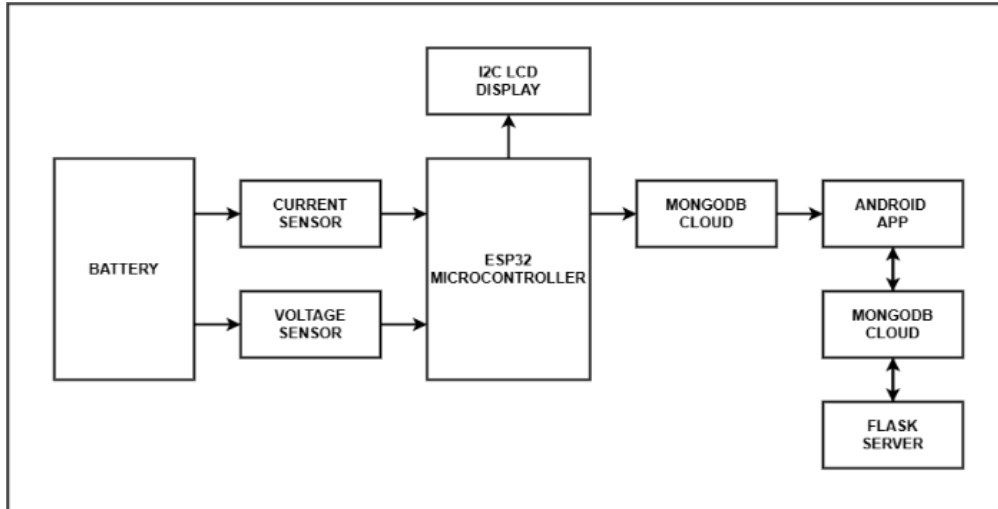 I2C LCD
DISPLAY
BATTERY
CURRENT
SENSOR
VOLTAGE
SENSOR
ESP32
MICROCONTROLLER
MONGODB
CLOUD
ANDROID
APP
MONGODB
CLOUD
FLASK
SERVER